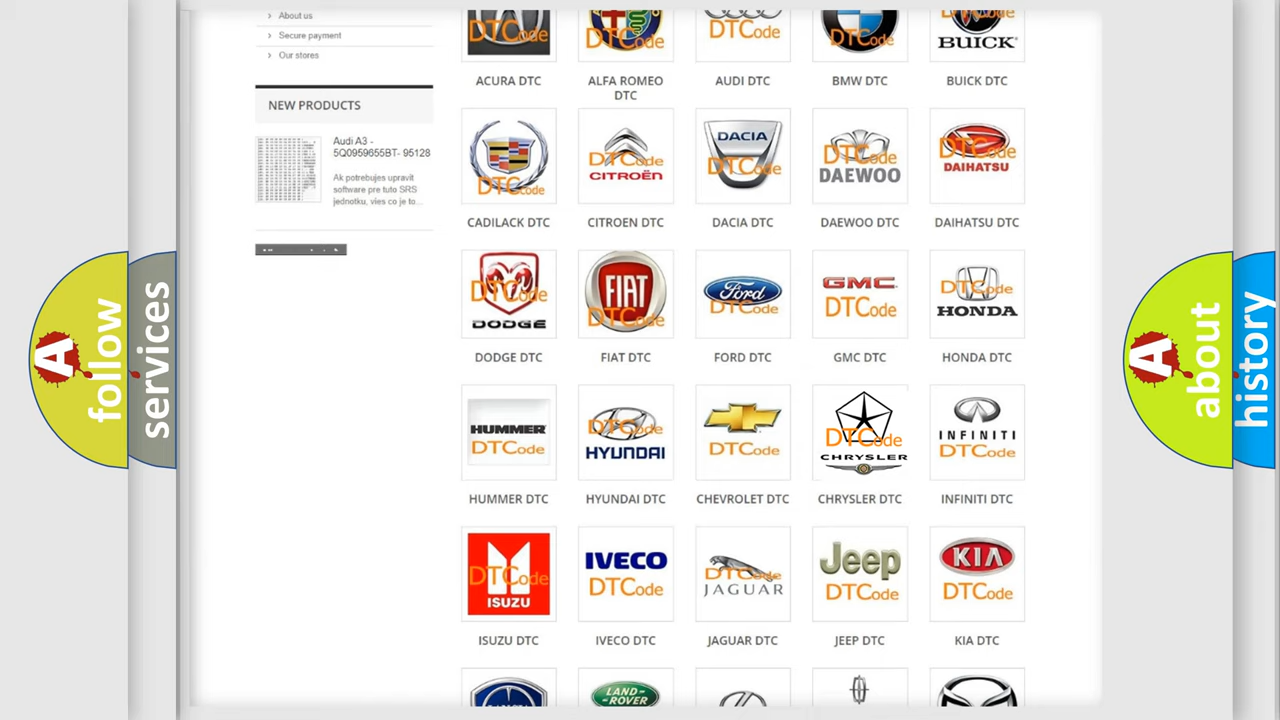 About us
Secure payment
Our stores
NEW PRODUCTS
Audi A3 -
5Q0959655BT- 95128
Ak potrebujes upravit
software pre tuto SRS
jednotku, vies co je to...
DTCode
DTCode
DTCode
DTCode
BUICK
ACURA DTC
ALFA ROMEO
DTC
AUDI DTC
BMW DTC
BUICK DTC
DTCode
DTCode
CITROËN
DACIA
DTCode
DTCode
DAEWOO
DTCode
DAIHATSU
CADILACK DTC
CITROEN DTC
DACIA DTC
DAEWOO DTC
DAIHATSU DTC
DTCode
DODGE
FIAT
DTCode
Ford
DTCode
GMC
DTCode
DTCode
HONDA
DODGE DTC
FIAT DTC
FORD DTC
GMC DTC
HONDA DTC
HUMMER
DTCode
DTCode
HYUNDAI
DTCode
DTCode
CHRYSLER
INFINITI
DTCode
HUMMER DTC
HYUNDAI DTC
CHEVROLET DTC
CHRYSLER DTC
INFINITI DTC
DTCode
ISUZU
IVECO
DTCode
DTCode
JAGUAR
Jeep
DTCode
KIA
DTCode
ISUZU DTC
IVECO DTC
JAGUAR DTC
JEEP DTC
KIA DTC
LAND-
ROVER
A
follow
services
A
about
history